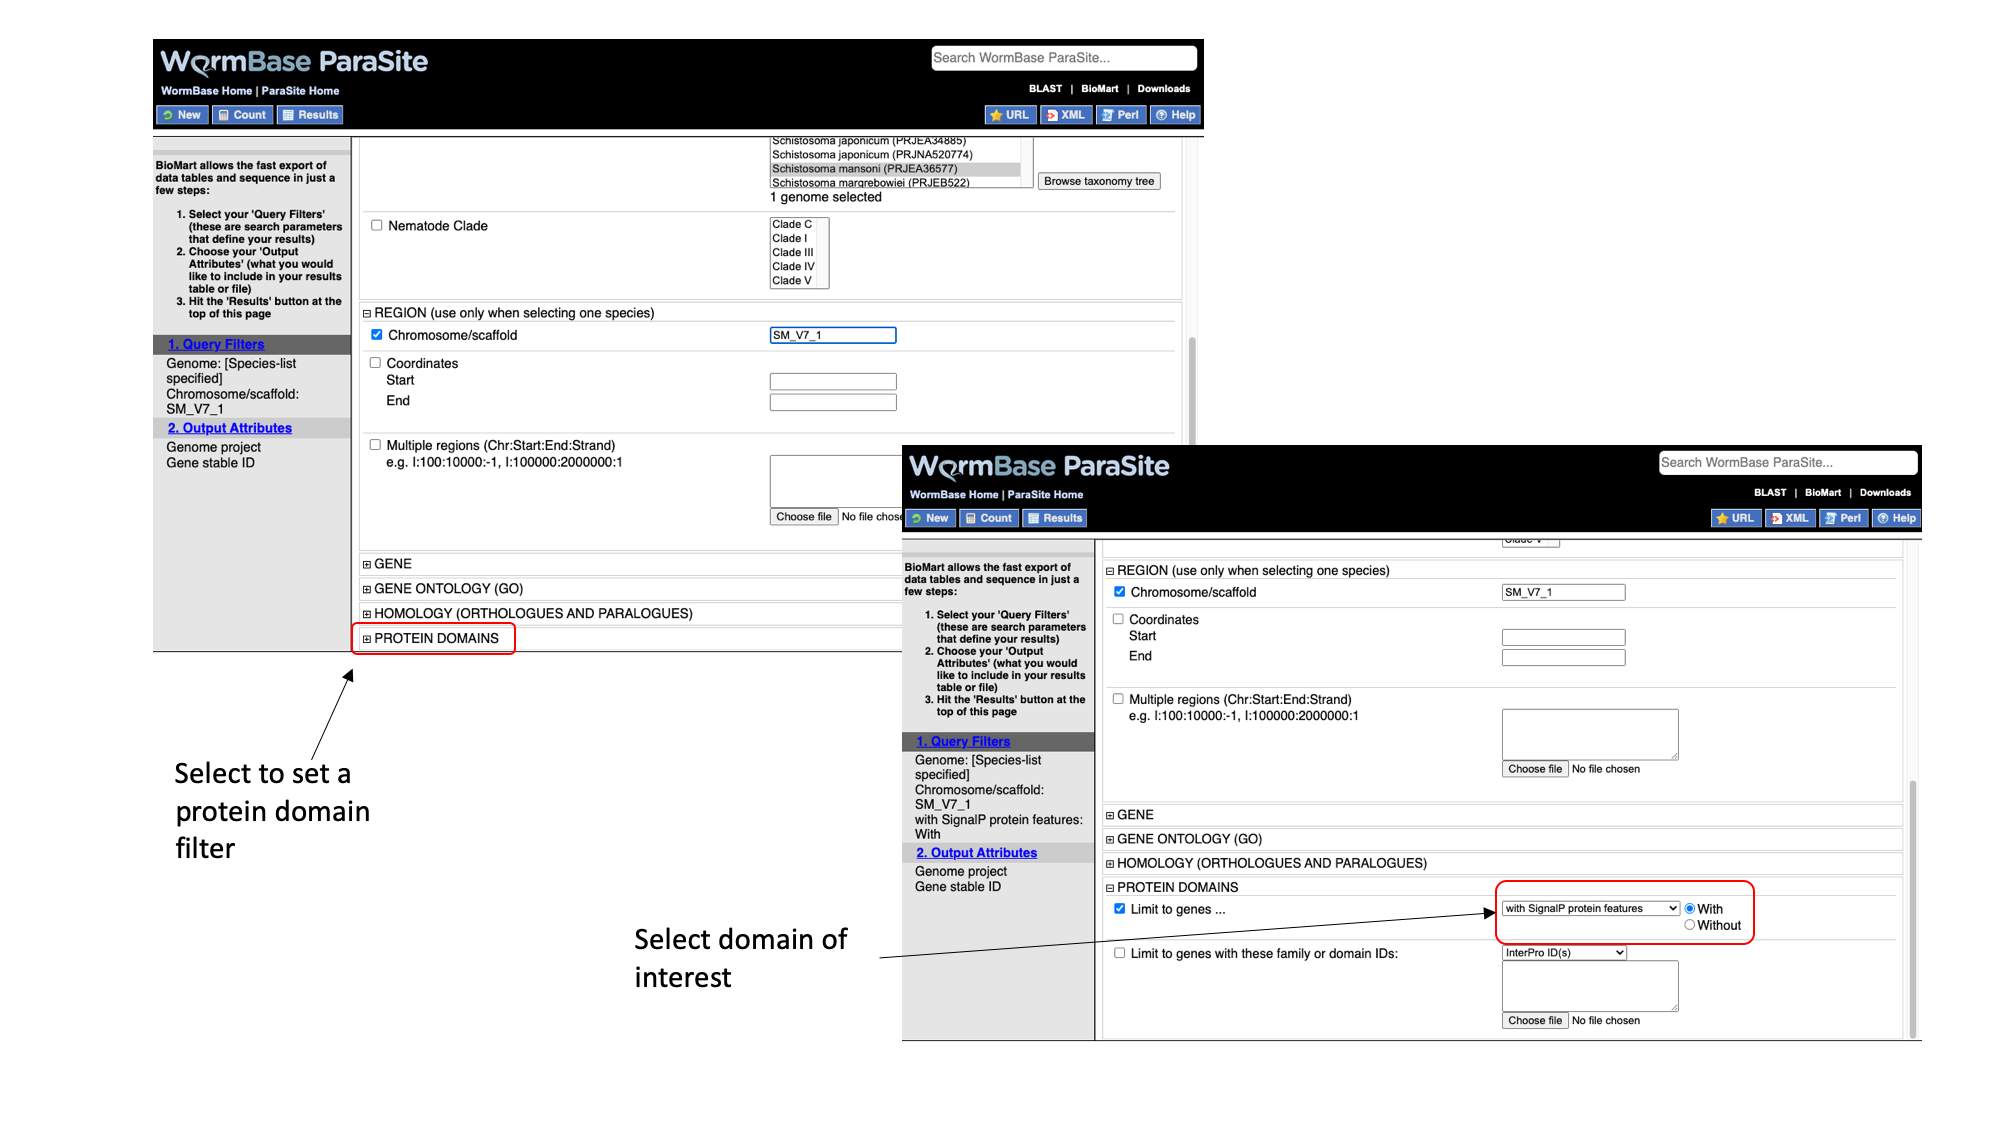 WormBase ParaSite
Search WormBase ParaSite...
WormBase Home | ParaSite Home
BLAST | BioMart | Downloads
New Count Results
URL XML Perl Help
BioMart allows the fast export of
data tables and sequence in just a
few steps:
1. Select your 'Query Filters'
(these are search parameters
that define your results)
2. Choose your 'Output
Attributes' (what you would
like to include in your results
table or file)
3. Hit the 'Results' button at the
top of this page
1. Query Filters
Genome: [Species-list
specified]
Chromosome/scaffold:
SM_V7_1
2. Output Attributes
Genome project
Gene stable ID
Schistosoma japonicum (PRJEA34885)
Schistosoma japonicum (PRJNA520774)
Schistosoma mansoni (PRJEA36577)
Schistosoma margrebowiei (PRJEB522)
Browse taxonomy tree
1 genome selected
Nematode Clade
Clade C
Clade I
Clade III
Clade IV
Clade V
REGION (use only when selecting one species)
Chromosome/scaffold SM_V7_1
Coordinates
Start
End
Multiple regions (Chr:Start:End:Strand)
e.g. I:100:10000:-1, I:100000:2000000:1
Choose file No file chose
GENE
GENE ONTOLOGY (GO)
HOMOLOGY (ORTHOLOGUES AND PARALOGUES)
PROTEIN DOMAINS
Select to set a
protein domain
filter
WormBase ParaSite
Search WormBase ParaSite...
WormBase Home | ParaSite Home
BLAST | BioMart | Downloads
New Count Results
URL XML Perl Help
BioMart allows the fast export of
data tables and sequence in just a
few steps:
1. Select your 'Query Filters'
(these are search parameters
that define your results)
2. Choose your 'Output
Attributes' (what you would
like to include in your results
table or file)
3. Hit the 'Results' button at the
top of this page
1. Query Filters
Genome: [Species-list
specified]
Chromosome/scaffold:
SM_V7_1
with SignalP protein features:
With
2. Output Attributes
Genome project
Gene stable ID
Clade V
REGION (use only when selecting one species)
Chromosome/scaffold SM_V7_1
Coordinates
Start
End
Multiple regions (Chr:Start:End:Strand)
e.g. I:100:10000:-1, I:100000:2000000:1
Choose file No file chosen
GENE
GENE ONTOLOGY (GO)
HOMOLOGY (ORTHOLOGUES AND PARALOGUES)
PROTEIN DOMAINS
Limit to genes ... with SignalP protein features With
Without
Limit to genes with these family or domain IDs: InterPro ID(s)
Choose file No file chosen
Select domain of
interest